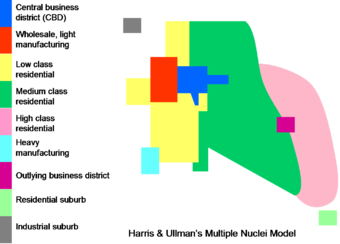 Central business
district (CBD)
Wholesale, light
manufacturing
Low class
residential
Medium class
residential
High class
residential
Heavy
manufacturing
Outlying business district
Residential suburb
Industrial suburb
Harris & Ullman's Multiple Nuclei Model